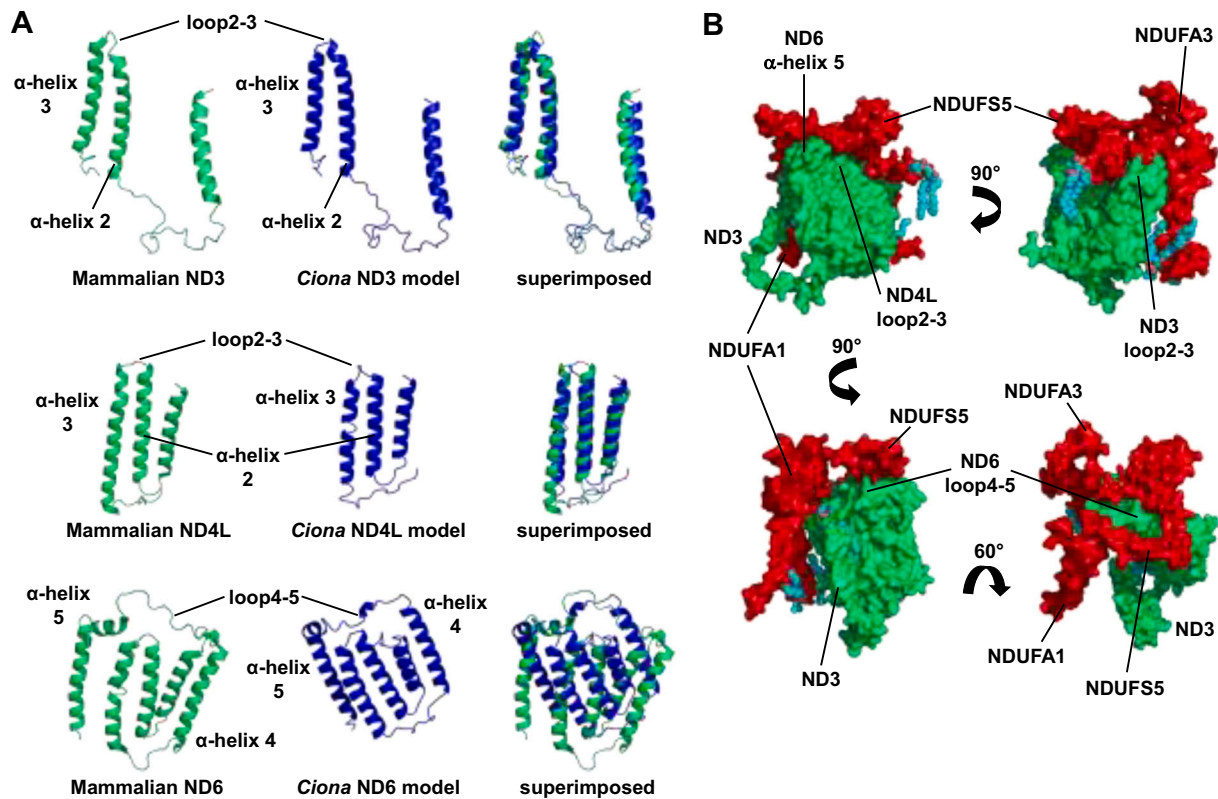 A
loop2-3
α-helix
3
α-helix
3
α-helix 2
α-helix 2
Mammalian ND3
Ciona ND3 model
superimposed
loop2-3
α-helix
3
α-helix 3
α-helix
2
Mammalian ND4L
Ciona ND4L model
superimposed
α-helix
5
loop4-5
α-helix
4
α-helix
5
α-helix 4
Mammalian ND6
Ciona ND6 model
superimposed
B
ND6
α-helix 5
NDUFS5
NDUFA3
90°
ND3
ND4L
loop2-3
ND3
loop2-3
NDUFA1
90°
NDUFS5
NDUFA3
ND6
loop4-5
60°
ND3
NDUFA1
NDUFS5
ND3